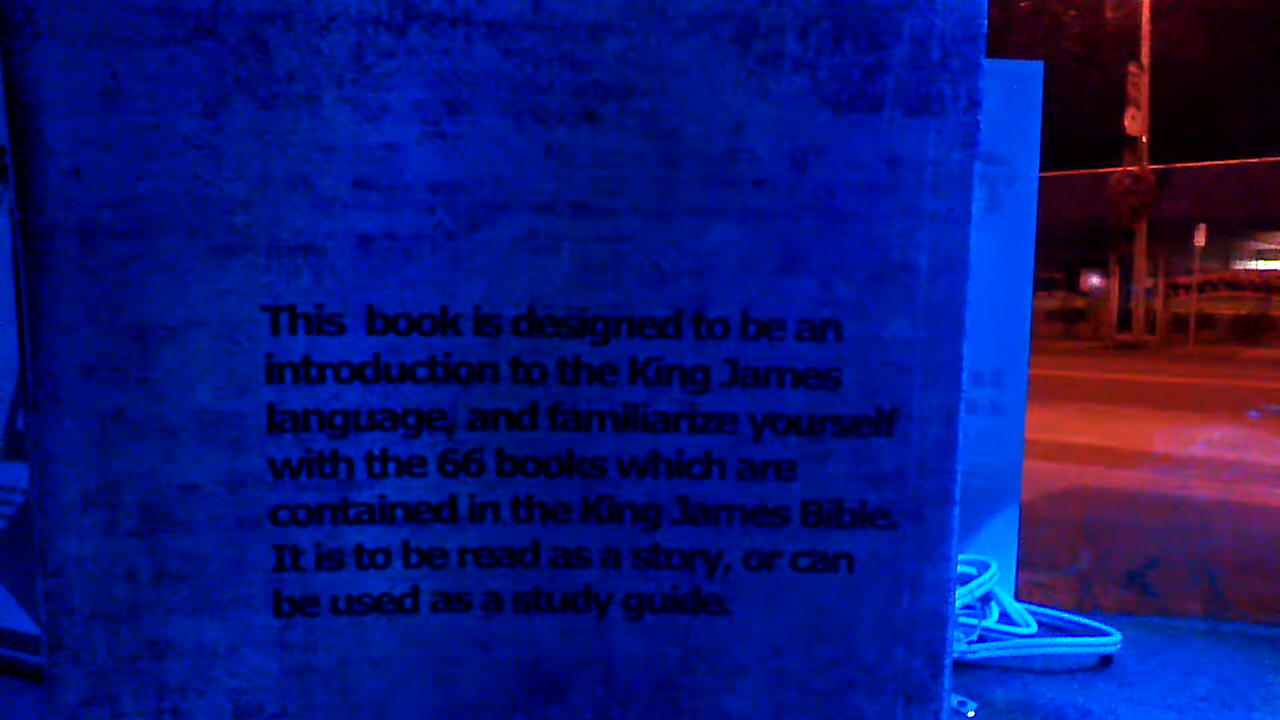 This book is designed to be an
introduction to the King James
language, and familiarize yourself
with the 66 books which are
contained in the King James Bible.
It is to be read as a story, or can
be used as a study guide.